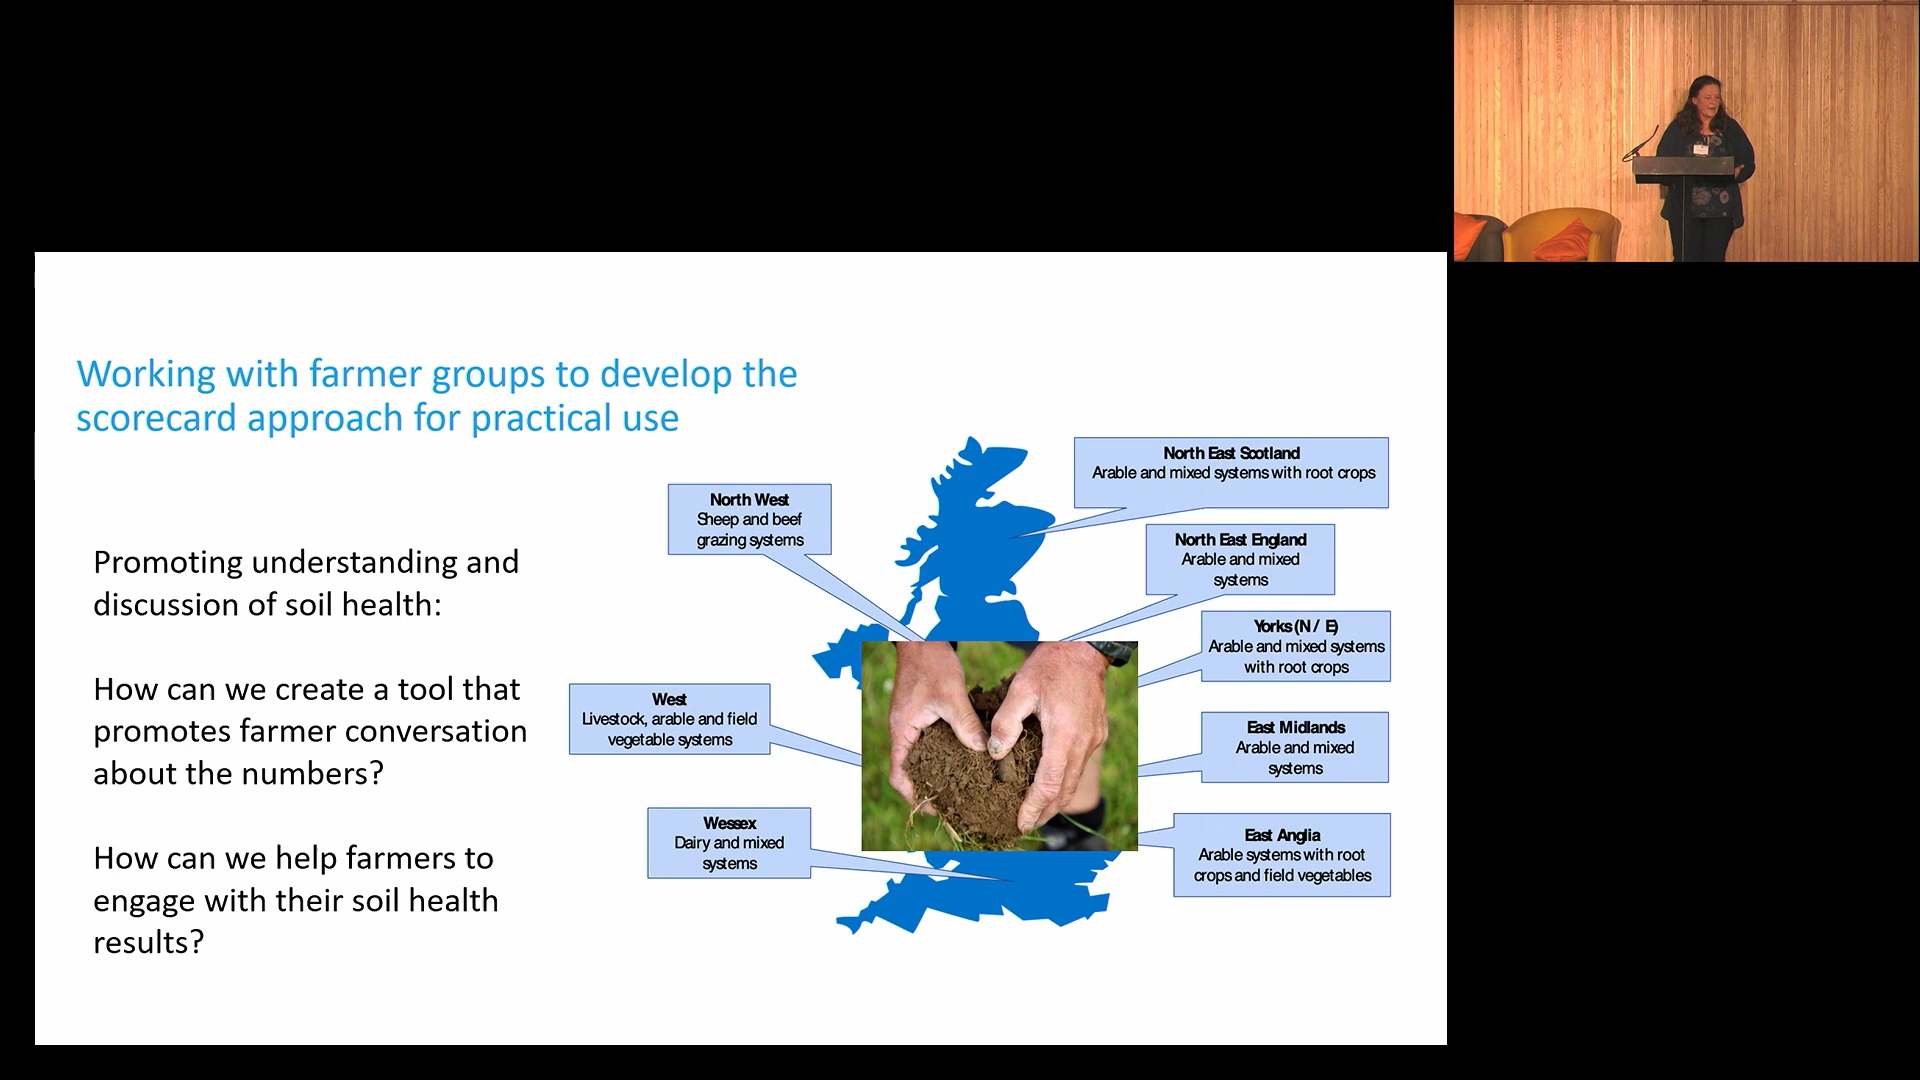 Working with farmer groups to develop the
scorecard approach for practical use
Promoting understanding and
discussion of soil health:
How can we create a tool that
promotes farmer conversation
about the numbers?
How can we help farmers to
engage with their soil health
results?
North West
Sheep and beef
grazing systems
West
Livestock, arable and field
vegetable systems
Wessex
Dairy and mixed
systems
North East Scotland
Arable and mixed systems with root crops
North East England
Arable and mixed
systems
Yorks (N / E)
Arable and mixed systems
with root crops
East Midlands
Arable and mixed
systems
East Anglia
Arable systems with root
crops and field vegetables